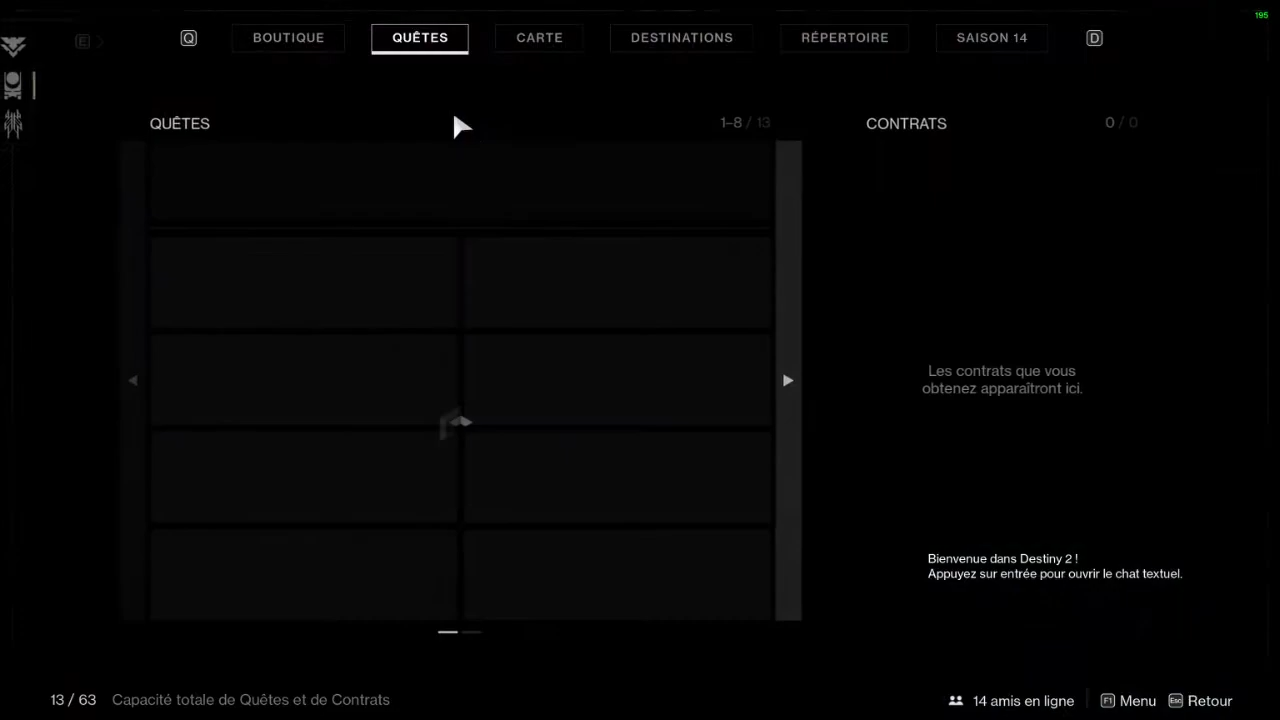 195
E Q BOUTIQUE QUÊTES CARTE DESTINATIONS RÉPERTOIRE SAISON 14 D
QUÊTES 1–8 / 13 CONTRATS 0 / 0
Les contrats que vous
obtenez apparaîtront ici.
Bienvenue dans Destiny 2 !
Appuyez sur entrée pour ouvrir le chat textuel.
13 / 63 Capacité totale de Quêtes et de Contrats 14 amis en ligne F1 Menu Esc Retour